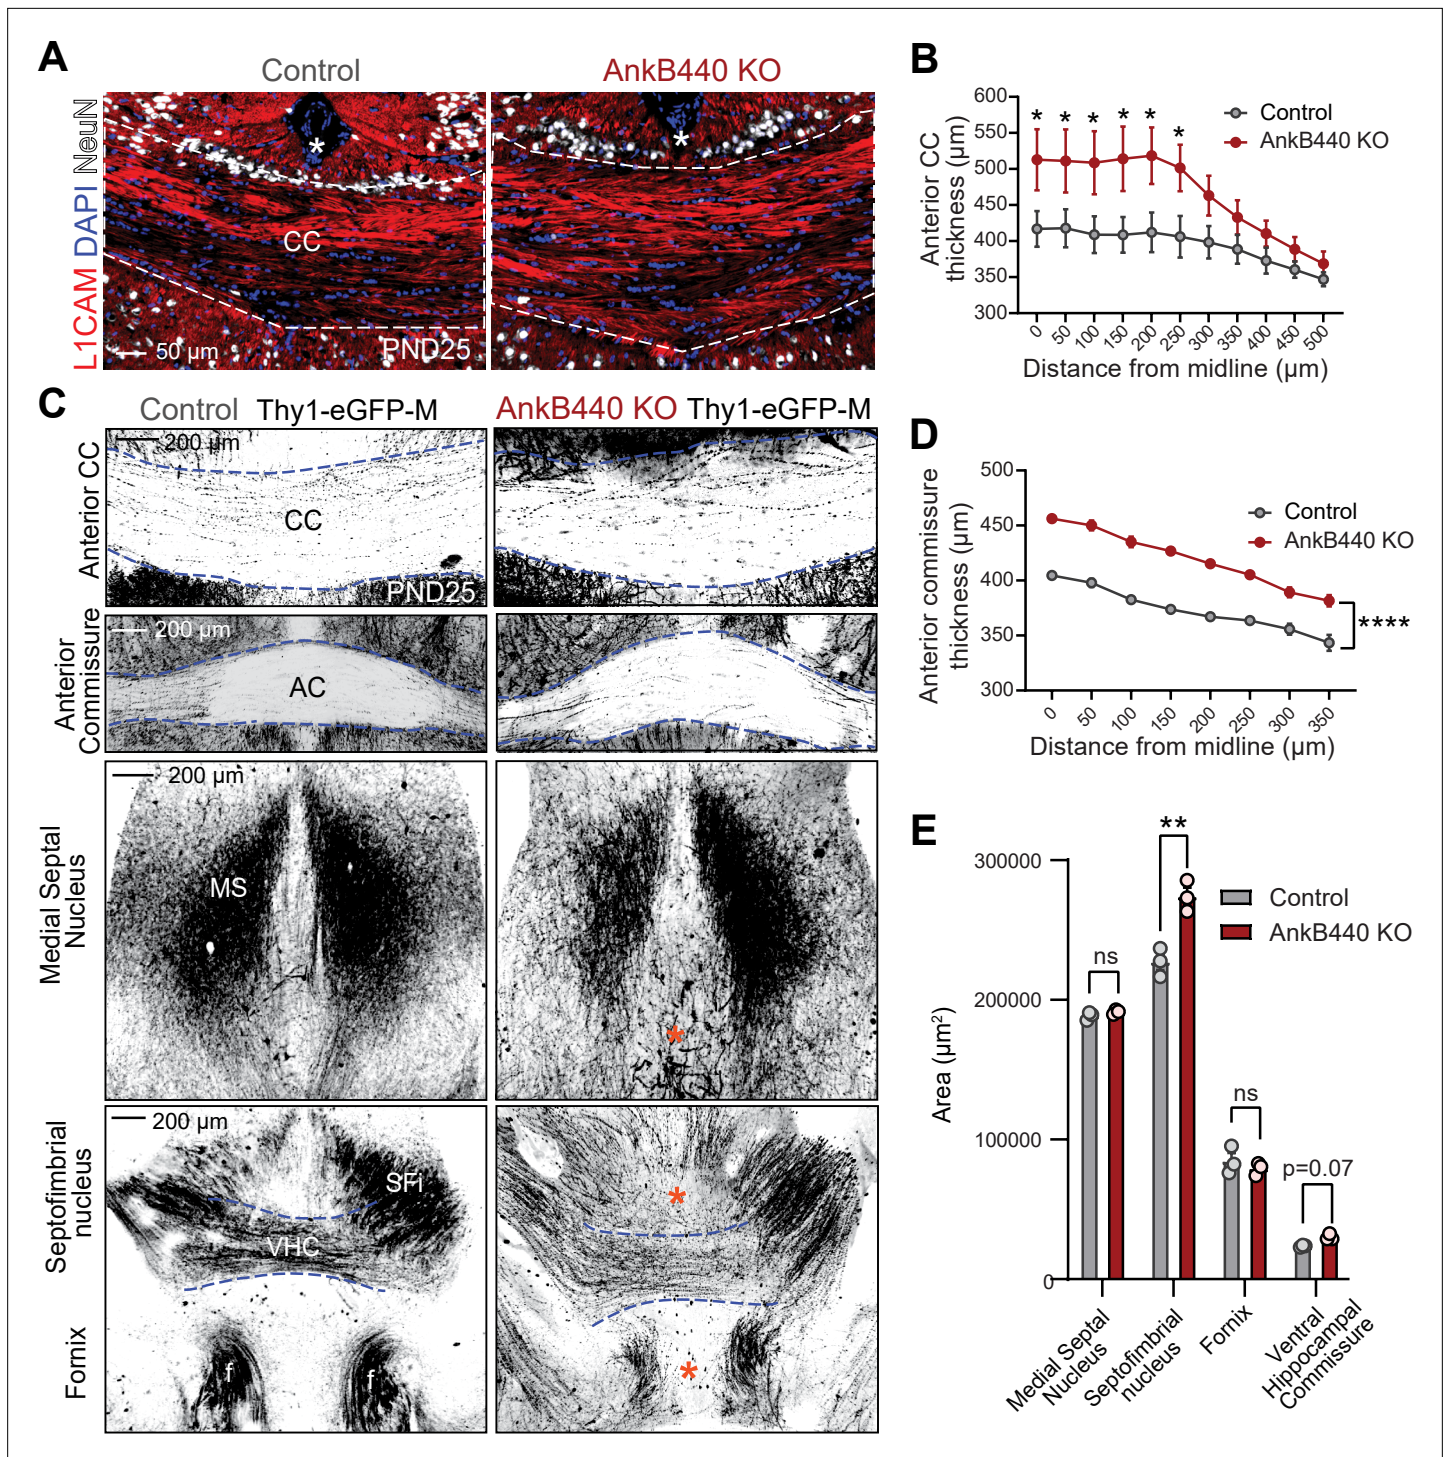 A
Control
AnkB440 KO
L1CAM DAPI NeuN
*
*
CC
50 µm
PND25
B
Anterior CC
thickness (µm)
600
550
500
450
400
350
300
* * * * * *
Control
AnkB440 KO
0 50 100 150 200 250 300 350 400 450 500
Distance from midline (µm)
C
Control Thy1-eGFP-M
AnkB440 KO Thy1-eGFP-M
Anterior CC
200 µm
CC
PND25
Anterior
Commissure
200 µm
AC
Medial Septal
Nucleus
200 µm
MS
*
Septofimbrial
nucleus
200 µm
SFi
VHC
*
Fornix
f
f
*
D
Anterior commissure
thickness (µm)
500
450
400
350
300
Control
AnkB440 KO
****
0 50 100 150 200 250 300 350
Distance from midline (µm)
E
Area (µm²)
300000
200000
100000
0
Control
AnkB440 KO
ns
**
ns
p=0.07
Medial Septal
Nucleus
Septofimbrial
nucleus
Fornix
Ventral
Hippocampal
Commissure